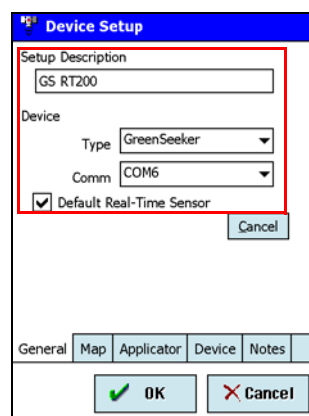 Device Setup
Setup Description
GS RT200
Device
Type GreenSeeker
Comm COM6
Default Real-Time Sensor
Cancel
General Map Applicator Device Notes
OK Cancel